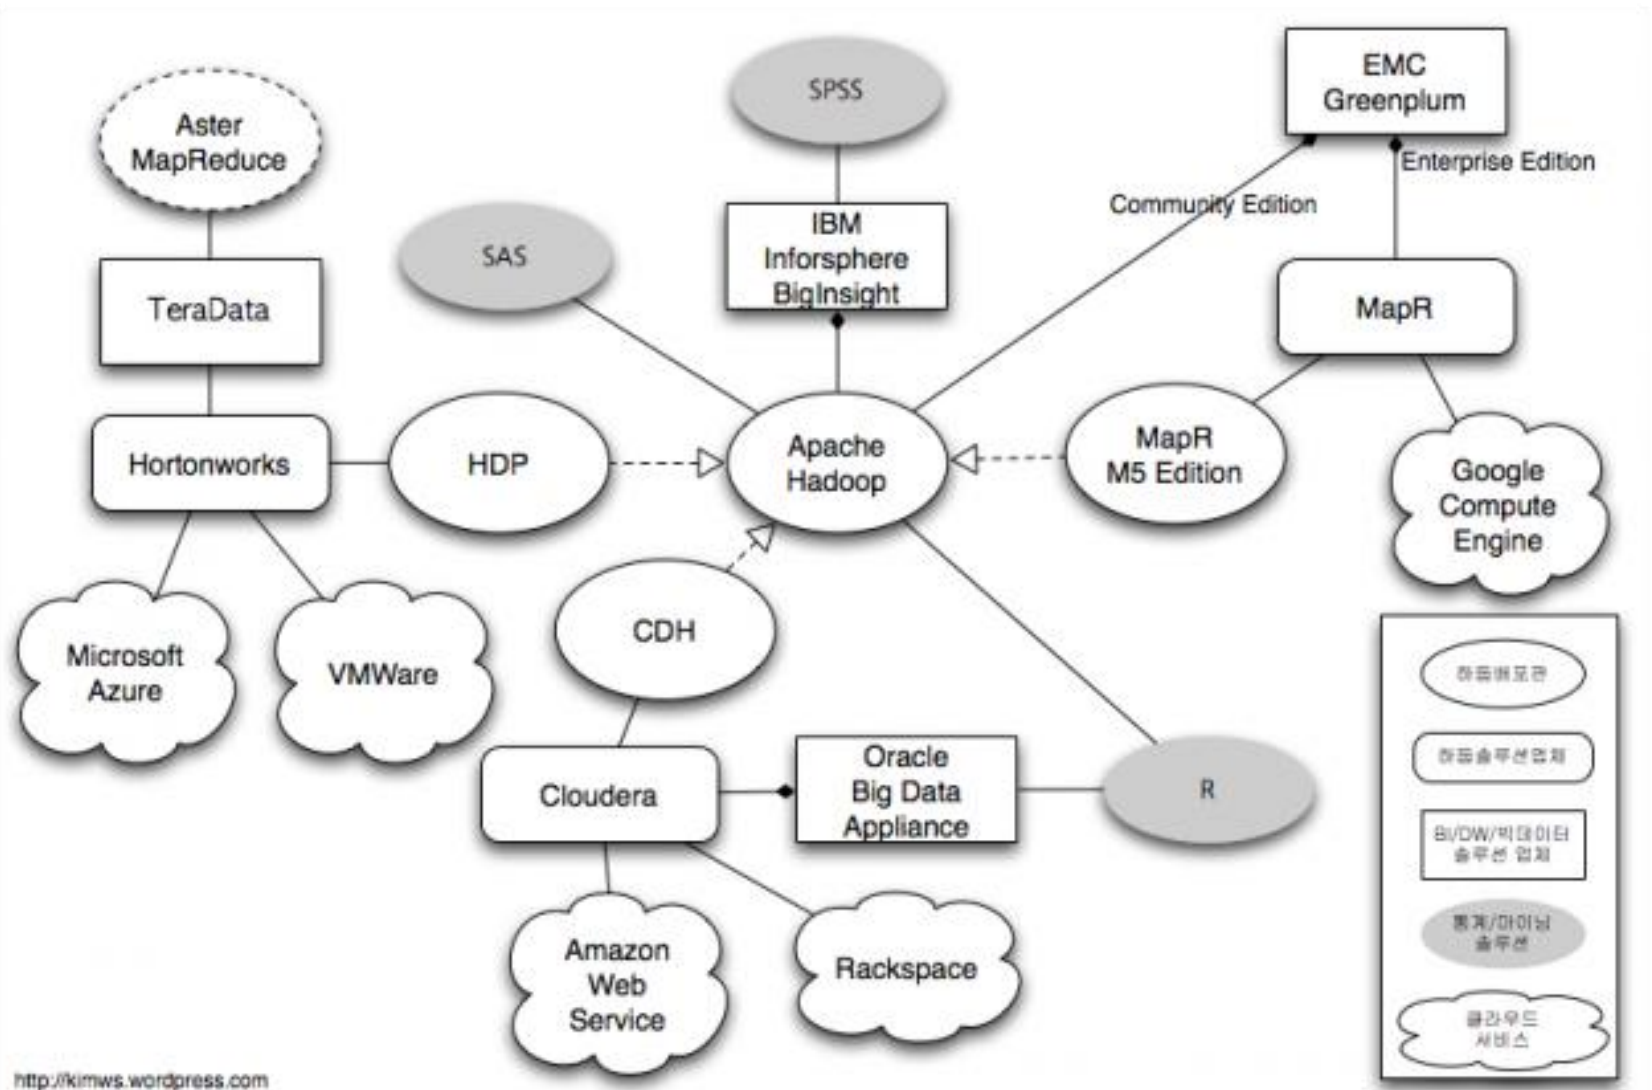 SPSS
EMC
Greenplum
Aster
MapReduce
Enterprise Edition
Community Edition
SAS
IBM
Inforsphere
BigInsight
TeraData
MapR
Hortonworks
HDP
Apache
Hadoop
MapR
M5 Edition
Google
Compute
Engine
CDH
Microsoft
Azure
VMWare
Cloudera
Oracle
Big Data
Appliance
R
Amazon
Web
Service
Rackspace
하둡배포판
하둡솔루션업체
BI/DW/빅데이터
솔루션 업체
통계/마이닝
솔루션
클라우드
서비스
http://kimws.wordpress.com